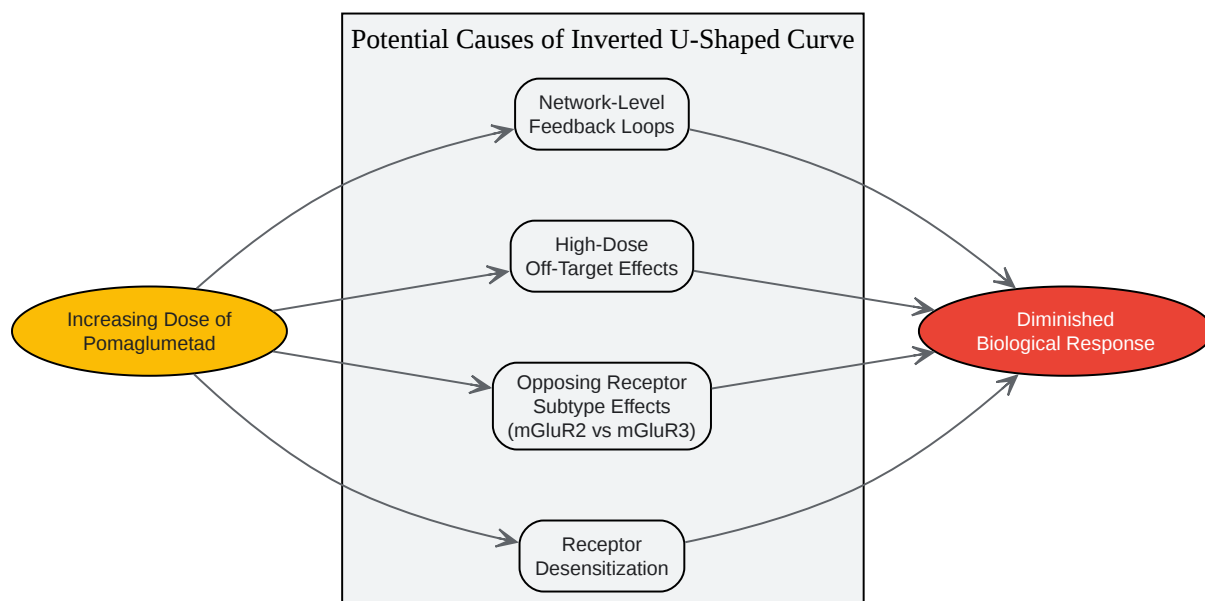 Potential Causes of Inverted U-Shaped Curve
Network-Level
Feedback Loops
High-Dose
Off-Target Effects
Increasing Dose of
Pomaglumetad
Diminished
Biological Response
Opposing Receptor
Subtype Effects
(mGluR2 vs mGluR3)
Receptor
Desensitization